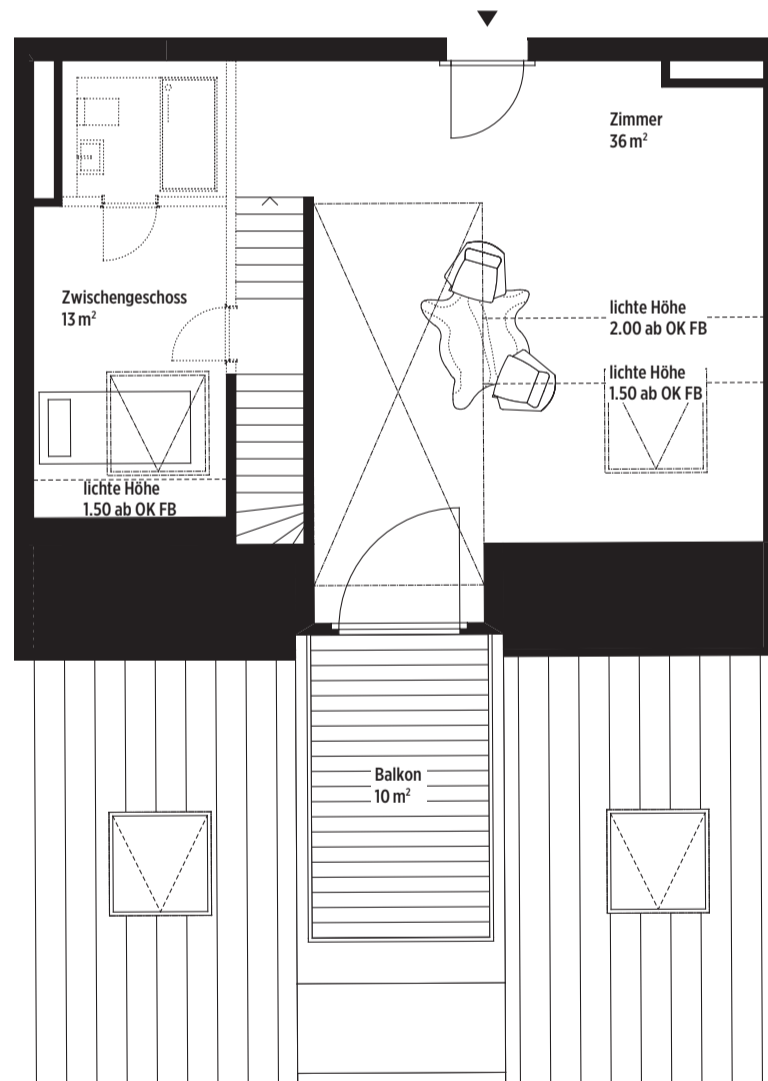 Zimmer
36 m²
Zwischengeschoss
13 m²
lichte Höhe
2.00 ab OK FB
lichte Höhe
1.50 ab OK FB
lichte Höhe
1.50 ab OK FB
Balkon
10 m²